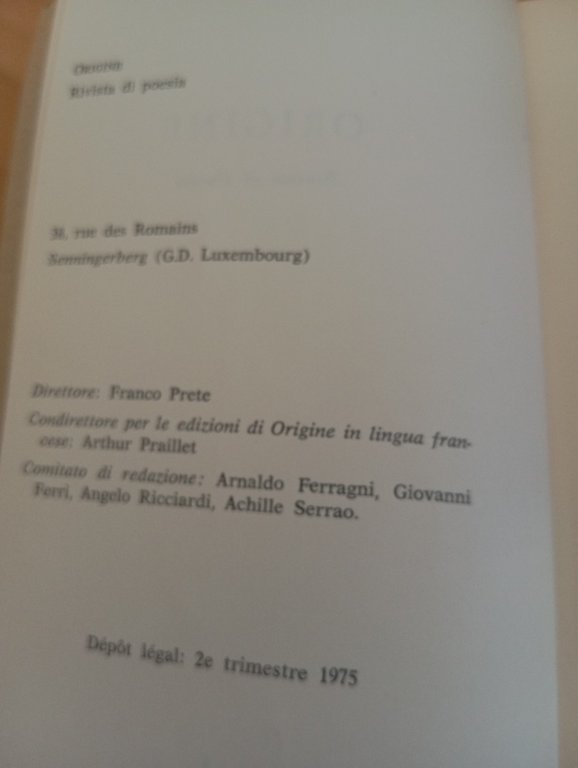 ORIGINE
Rivista di poesia
rue des Romains
Senningerberg (G.D. Luxembourg)
Direttore: Franco Prete
Condirettore per le edizioni di Origine in lingua fran-
cese: Arthur Praillet
Comitato di redazione: Arnaldo Ferragni, Giovanni
Ferri, Angelo Ricciardi, Achille Serrao.
Dépôt légal: 2e trimestre 1975